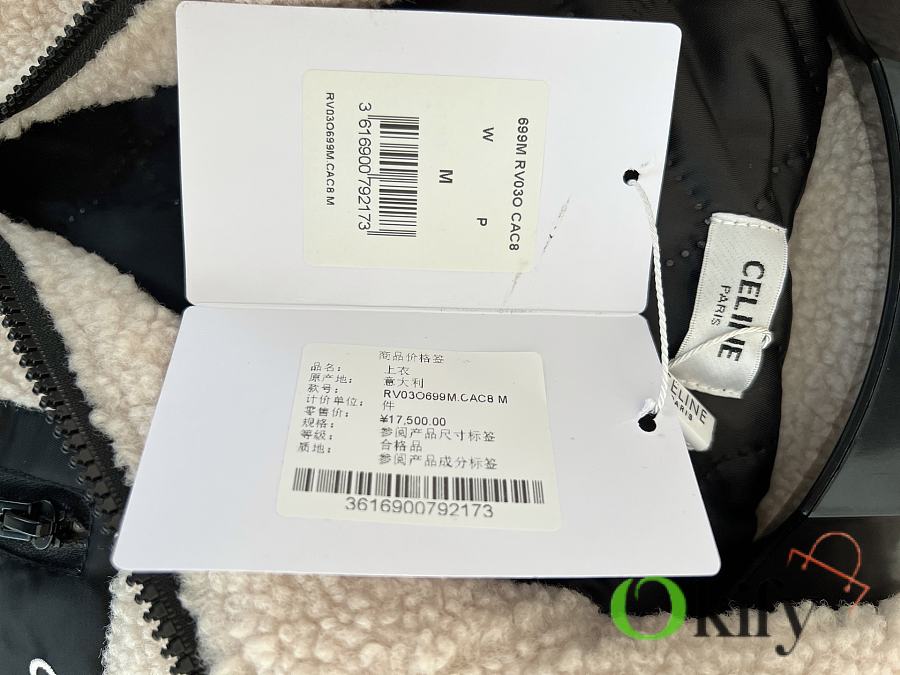 699M RV03O CAC8
W
P
M
3 616900 792173
RV03O699M.CAC8 M
CELINE
PARIS
CELINE
PARIS
商品价格签
品名: 上衣
原产地: 意大利
款号: RV03O699M.CAC8 M
计价单位: 件
零售价: ¥17,500.00
规格: 参阅产品尺寸标签
等级: 合格品
质地: 参阅产品成分标签
3616900792173
Okify